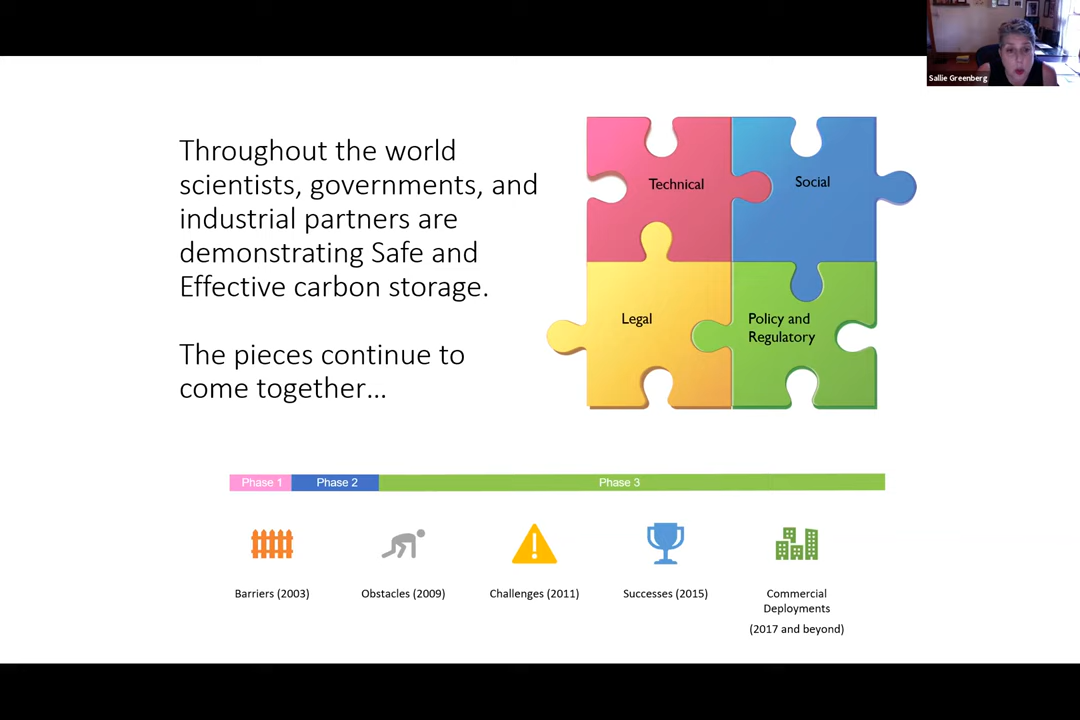 Sallie Greenberg
Throughout the world
scientists, governments, and
industrial partners are
demonstrating Safe and
Effective carbon storage.
The pieces continue to
come together…
Technical
Social
Legal
Policy and
Regulatory
Phase 1
Phase 2
Phase 3
Barriers (2003)
Obstacles (2009)
Challenges (2011)
Successes (2015)
Commercial
Deployments
(2017 and beyond)